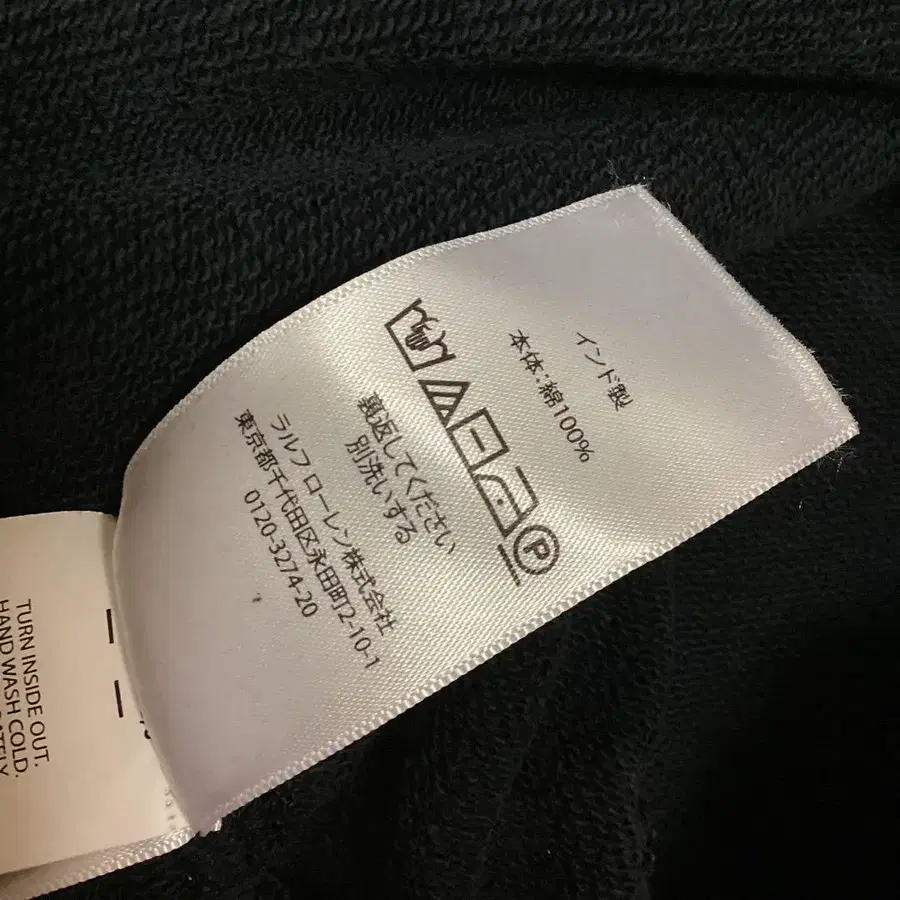 インド製
本体：綿100%
P
裏返してください
別洗いする
ラルフ ローレン株式会社
東京都千代田区永田町2-10-1
0120-3274-20
TURN INSIDE OUT.
HAND WASH COLD.